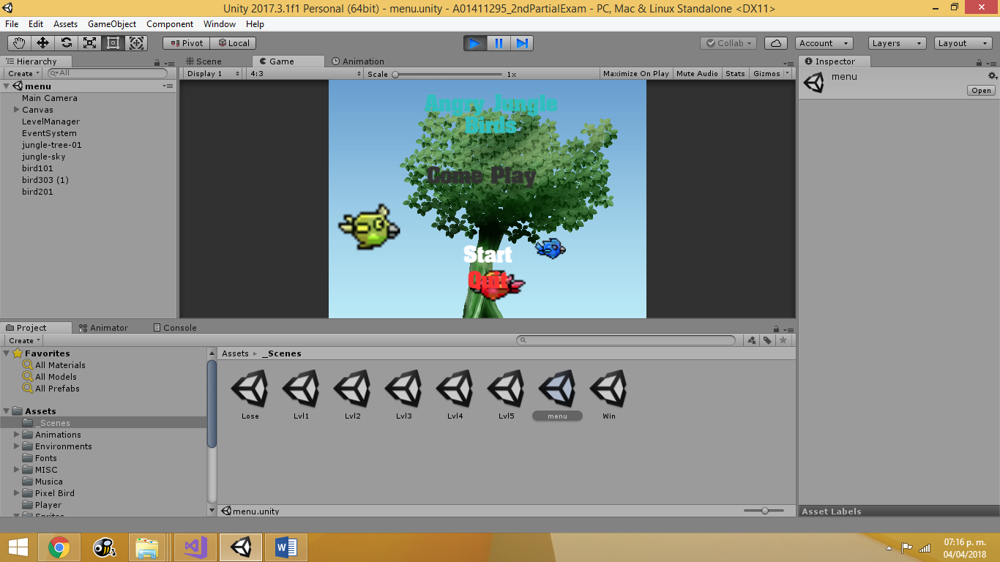 Unity 2017.3.1f1 Personal (64bit) - menu.unity - A01411295_2ndPartialExam - PC, Mac & Linux Standalone <DX11>
File Edit Assets GameObject Component Window Help
Pivot Local Collab Account Layers Layout
Hierarchy
Create All
menu
Main Camera
Canvas
LevelManager
EventSystem
jungle-tree-01
jungle-sky
bird101
bird303 (1)
bird201
Scene Game Animation
Display 1 4:3 Scale 1x Maximize On Play Mute Audio Stats Gizmos
Angry Jungle
Birds
Come Play
Start
Quit
Inspector
menu
Open
Project Animator Console
Create
Favorites
All Materials
All Models
All Prefabs
Assets
_Scenes
Animations
Environments
Fonts
MISC
Musica
Pixel Bird
Player
Sprites
Assets _Scenes
Lose Lvl1 Lvl2 Lvl3 Lvl4 Lvl5 menu Win
menu.unity
Asset Labels
07:16 p. m.
04/04/2018